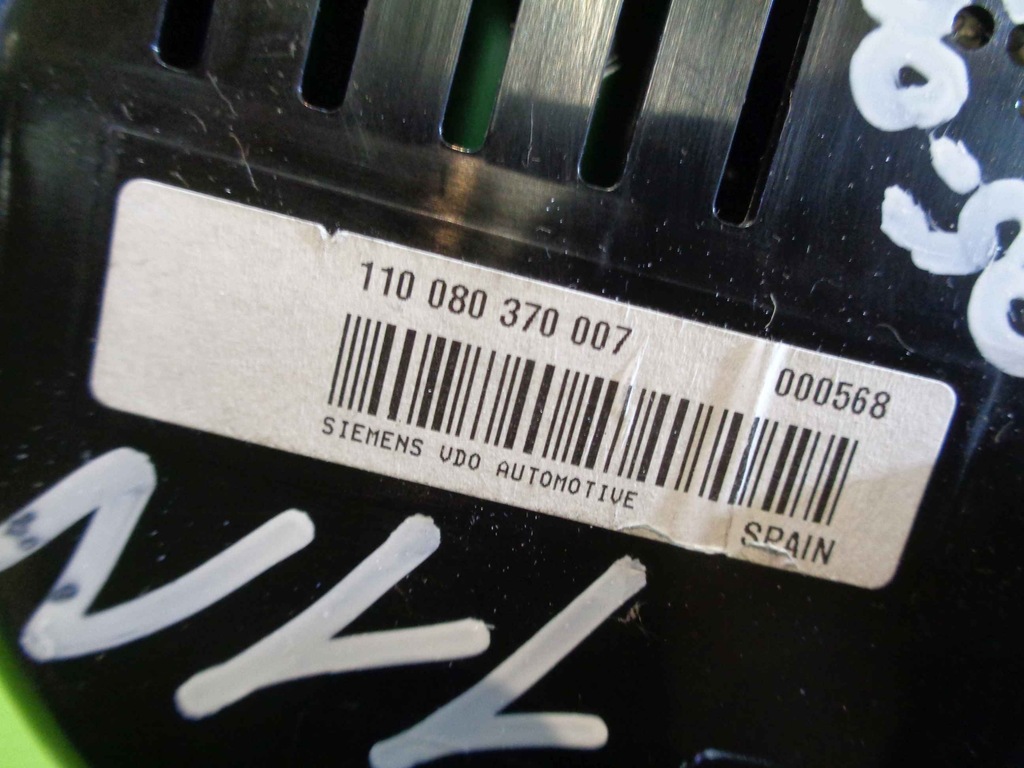 110 080 370 007
000568
SIEMENS VDO AUTOMOTIVE
SPAIN